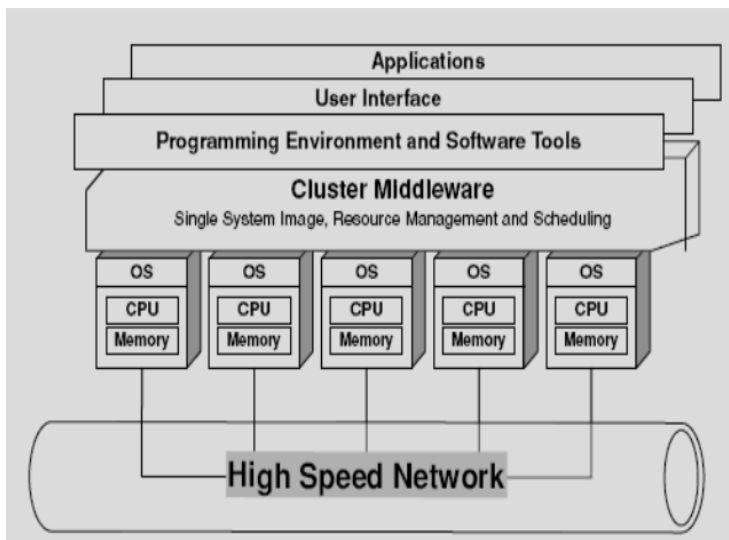 Applications
User Interface
Programming Environment and Software Tools
Cluster Middleware
Single System Image, Resource Management and Scheduling
OS OS OS OS OS
CPU CPU CPU CPU CPU
Memory Memory Memory Memory Memory
High Speed Network